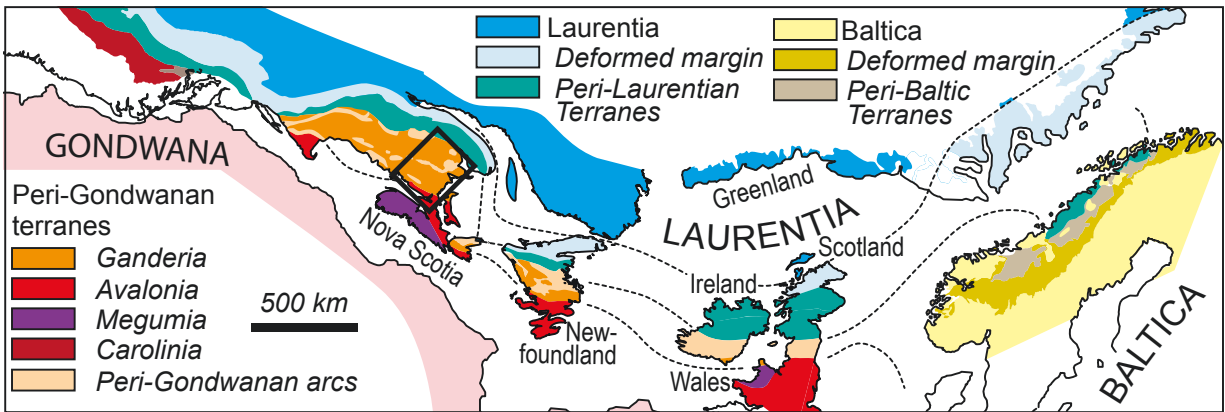 Laurentia
Deformed margin
Peri-Laurentian
Terranes
Baltica
Deformed margin
Peri-Baltic
Terranes
GONDWANA
Peri-Gondwanan
terranes
Ganderia
Avalonia
Megumia
Carolinia
Peri-Gondwanan arcs
500 km
Nova Scotia
New-
foundland
Greenland
LAURENTIA
Scotland
Ireland
Wales
BALTICA